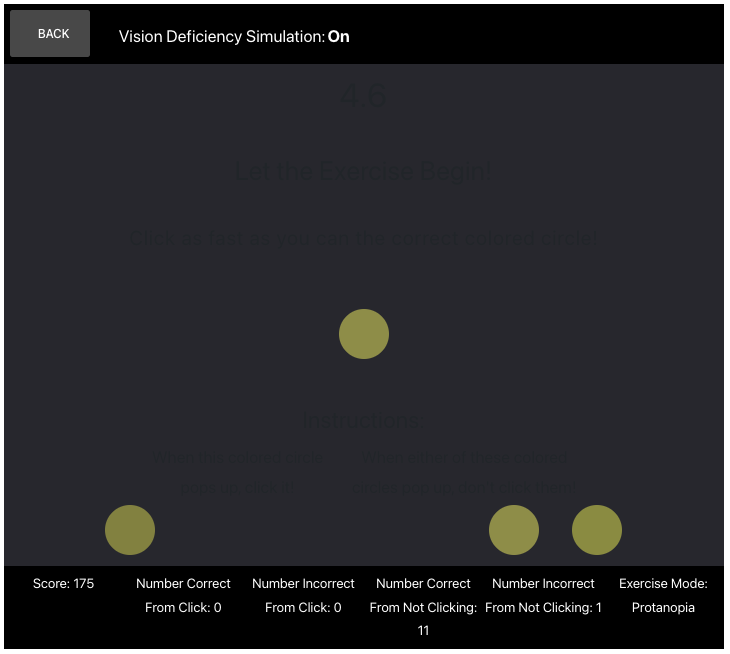 BACK
Vision Deficiency Simulation: On
4.6
Let the Exercise Begin!
Click as fast as you can the correct colored circle!
Instructions:
When this colored circle
pops up, click it!
When either of these colored
circles pop up, don't click them!
Score: 175
Number Correct
From Click: 0
Number Incorrect
From Click: 0
Number Correct
From Not Clicking:
11
Number Incorrect
From Not Clicking: 1
Exercise Mode:
Protanopia